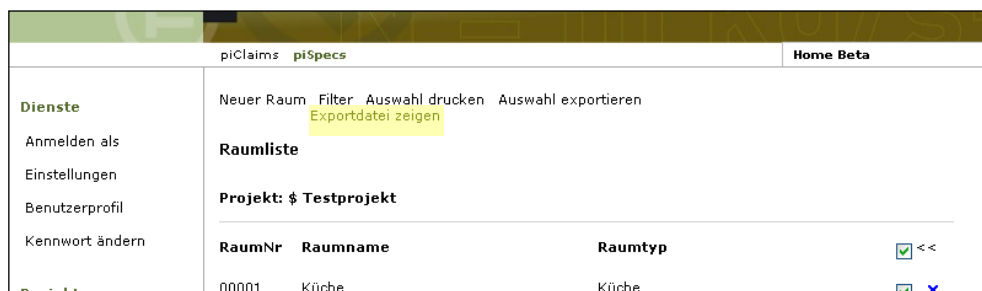 piClaims piSpecs Home Beta
Dienste
Anmelden als
Einstellungen
Benutzerprofil
Kennwort ändern
Neuer Raum Filter Auswahl drucken Auswahl exportieren
Exportdatei zeigen
Raumliste
Projekt: $ Testprojekt
RaumNr Raumname Raumtyp <<
00001 Küche Küche